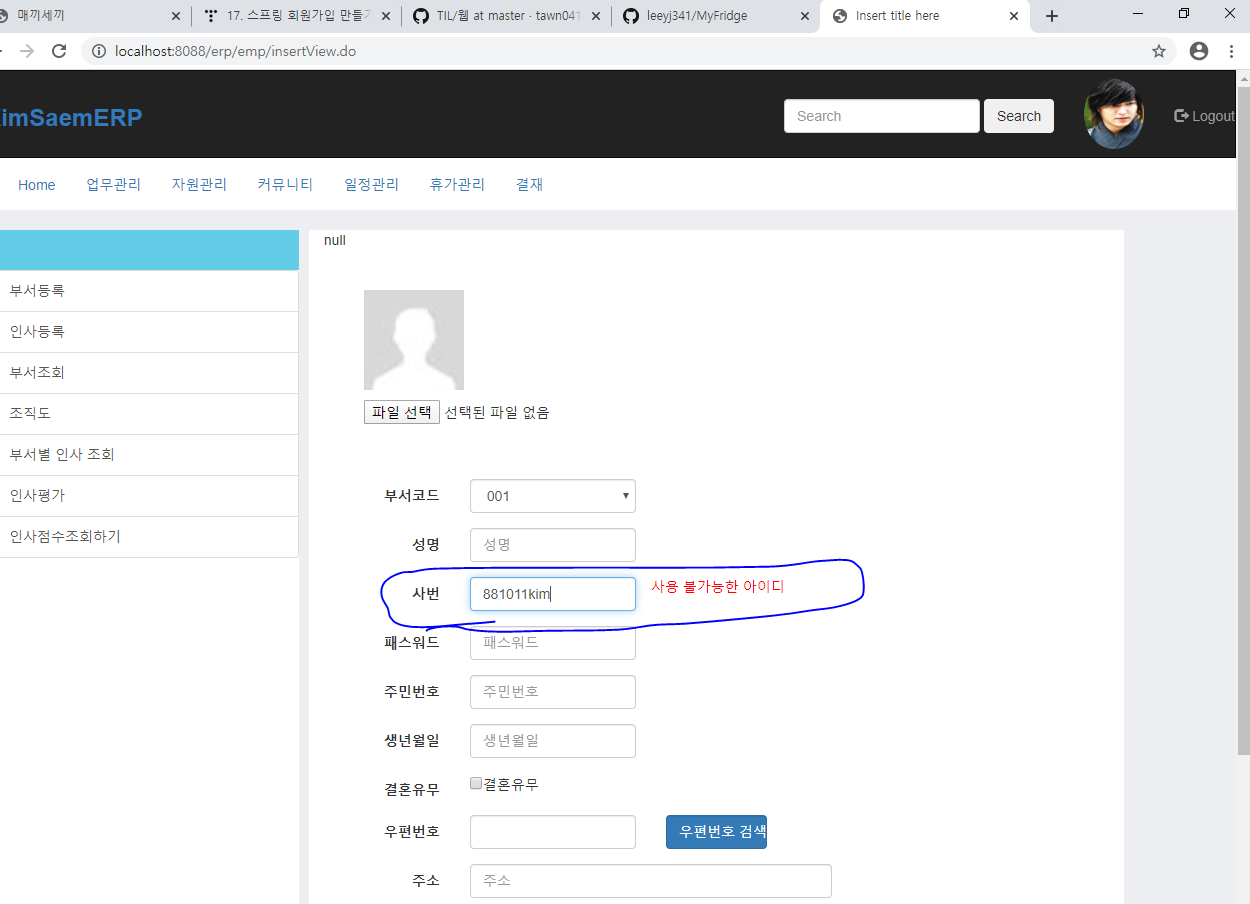 매끼세끼
17. 스프링 회원가입 만들기
TIL/웹 at master · tawn041
leeyj341/MyFridge
Insert title here
localhost:8088/erp/emp/insertView.do
imSaemERP
Search
Search
Logout
Home 업무관리 자원관리 커뮤니티 일정관리 휴가관리 결재
null
부서등록
인사등록
부서조회
조직도
부서별 인사 조회
인사평가
인사점수조회하기
파일 선택 선택된 파일 없음
부서코드 001
성명 성명
사번 881011kim 사용 불가능한 아이디
패스워드 패스워드
주민번호 주민번호
생년월일 생년월일
결혼유무 결혼유무
우편번호 우편번호 검색
주소 주소